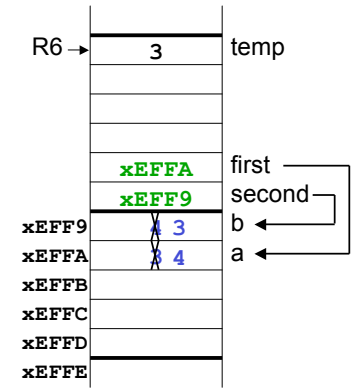 R6 3 temp
xEFFA first
xEFF9 second
xEFF9 4 3 b
xEFFA 3 4 a
xEFFB
xEFFC
xEFFD
xEFFE